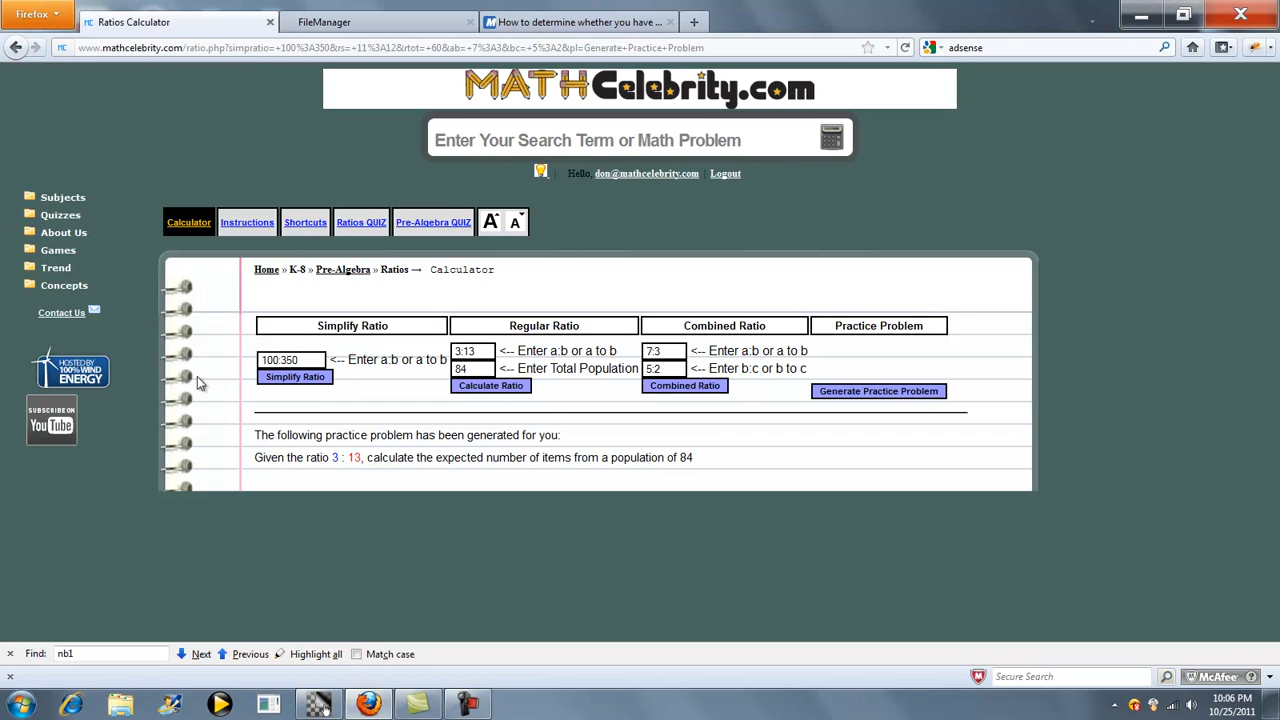 Firefox
Ratios Calculator
FileManager
How to determine whether you have ...
www.mathcelebrity.com/ratio.php?mpratio=+100%3A350&rs=+11%3A12&rtot=+60&ab=+7%3A3&bc=+5%3A2&pl=Generate+Practice+Problem
adsense
MATHCelebrity.com
Enter Your Search Term or Math Problem
Hello, don@mathcelebrity.com | Logout
Subjects
Quizzes
About Us
Games
Trend
Concepts
Contact Us
HOSTED BY
100% WIND
ENERGY
SUBSCRIBE ON
YouTube
Calculator
Instructions
Shortcuts
Ratios QUIZ
Pre-Algebra QUIZ
A
A
Home » K-8 » Pre-Algebra » Ratios → Calculator
Simplify Ratio
Regular Ratio
Combined Ratio
Practice Problem
100:350 <-- Enter a:b or a to b
Simplify Ratio
3:13 <-- Enter a:b or a to b
84 <-- Enter Total Population
Calculate Ratio
7:3 <-- Enter a:b or a to b
5:2 <-- Enter b:c or b to c
Combined Ratio
Generate Practice Problem
The following practice problem has been generated for you:
Given the ratio 3 : 13, calculate the expected number of items from a population of 84
Find: nb1
Next
Previous
Highlight all
Match case
Secure Search
McAfee
10:06 PM
10/25/2011